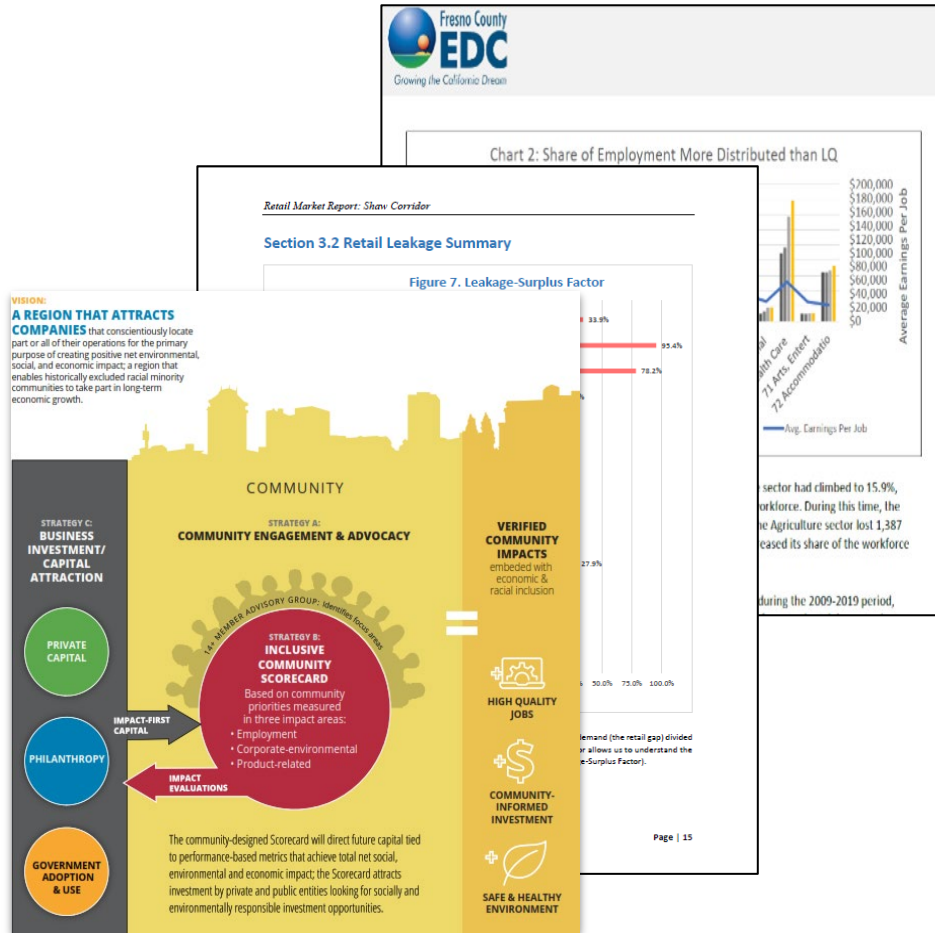 Fresno County
EDC
Growing the California Dream
Chart 2: Share of Employment More Distributed than LQ
$200,000
$180,000
$160,000
$140,000
$120,000
$100,000
$80,000
$60,000
$40,000
$20,000
$0
Average Earnings Per Job
71 Arts, Entert
72 Accommodatio
Avg. Earnings Per Job
sector had climbed to 15.9%,
orkforce. During this time, the
e Agriculture sector lost 1,387
eased its share of the workforce
during the 2009-2019 period,
Retail Market Report: Shaw Corridor
Section 3.2 Retail Leakage Summary
Figure 7. Leakage-Surplus Factor
33.9%
95.4%
78.2%
27.9%
50.0% 75.0% 100.0%
emand (the retail gap) divided
or allows us to understand the
e-Surplus Factor).
Page | 15
VISION:
A REGION THAT ATTRACTS
COMPANIES that conscientiously locate
part or all of their operations for the primary
purpose of creating positive net environmental,
social, and economic impact; a region that
enables historically excluded racial minority
communities to take part in long-term
economic growth.
COMMUNITY
STRATEGY C:
BUSINESS
INVESTMENT/
CAPITAL
ATTRACTION
PRIVATE
CAPITAL
PHILANTHROPY
GOVERNMENT
ADOPTION
& USE
STRATEGY A:
COMMUNITY ENGAGEMENT & ADVOCACY
14+ MEMBER ADVISORY GROUP: Identifies focus areas
STRATEGY B:
INCLUSIVE
COMMUNITY
SCORECARD
Based on community
priorities measured
in three impact areas:
• Employment
• Corporate-environmental
• Product-related
IMPACT-FIRST
CAPITAL
IMPACT
EVALUATIONS
The community-designed Scorecard will direct future capital tied
to performance-based metrics that achieve total net social,
environmental and economic impact; the Scorecard attracts
investment by private and public entities looking for socially and
environmentally responsible investment opportunities.
=
VERIFIED
COMMUNITY
IMPACTS
embeded with
economic &
racial inclusion
+
HIGH QUALITY
JOBS
+$
COMMUNITY-
INFORMED
INVESTMENT
+
SAFE & HEALTHY
ENVIRONMENT